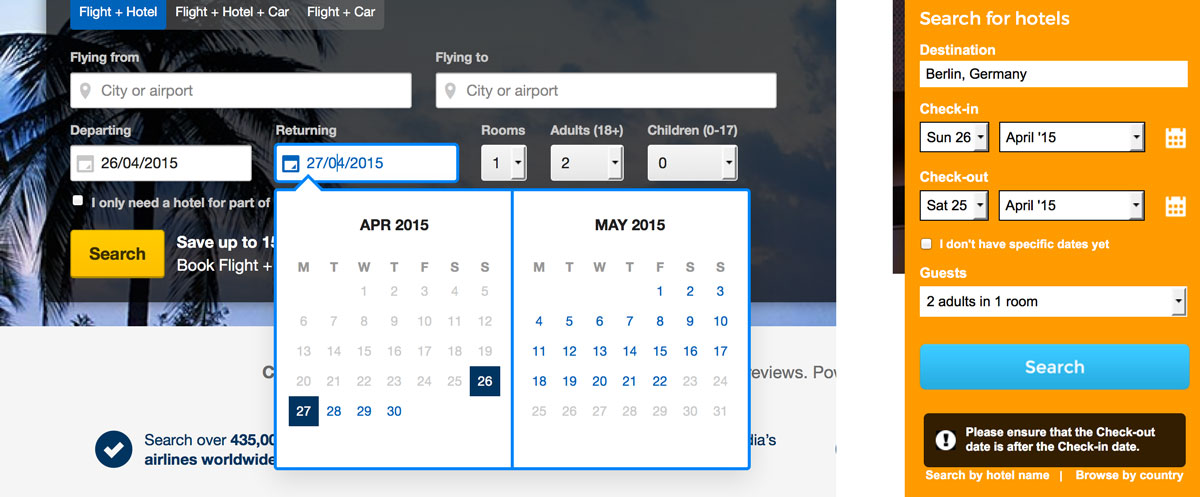 Flight + Hotel
Flight + Hotel + Car
Flight + Car
Flying from
Flying to
City or airport
City or airport
Departing
Returning
Rooms
Adults (18+)
Children (0-17)
26/04/2015
27/04/2015
1
2
0
I only need a hotel for part of
Search
Save up to 15
Book Flight +
APR 2015
M T W T F S S
1 2 3 4 5
6 7 8 9 10 11 12
13 14 15 16 17 18 19
20 21 22 23 24 25 26
27 28 29 30
MAY 2015
M T W T F S S
1 2 3
4 5 6 7 8 9 10
11 12 13 14 15 16 17
18 19 20 21 22 23 24
25 26 27 28 29 30 31
C
eviews. Pow
Search over 435,00
airlines worldwide
dia's
Search for hotels
Destination
Berlin, Germany
Check-in
Sun 26
April '15
Check-out
Sat 25
April '15
I don't have specific dates yet
Guests
2 adults in 1 room
Search
Please ensure that the Check-out
date is after the Check-in date.
Search by hotel name | Browse by country